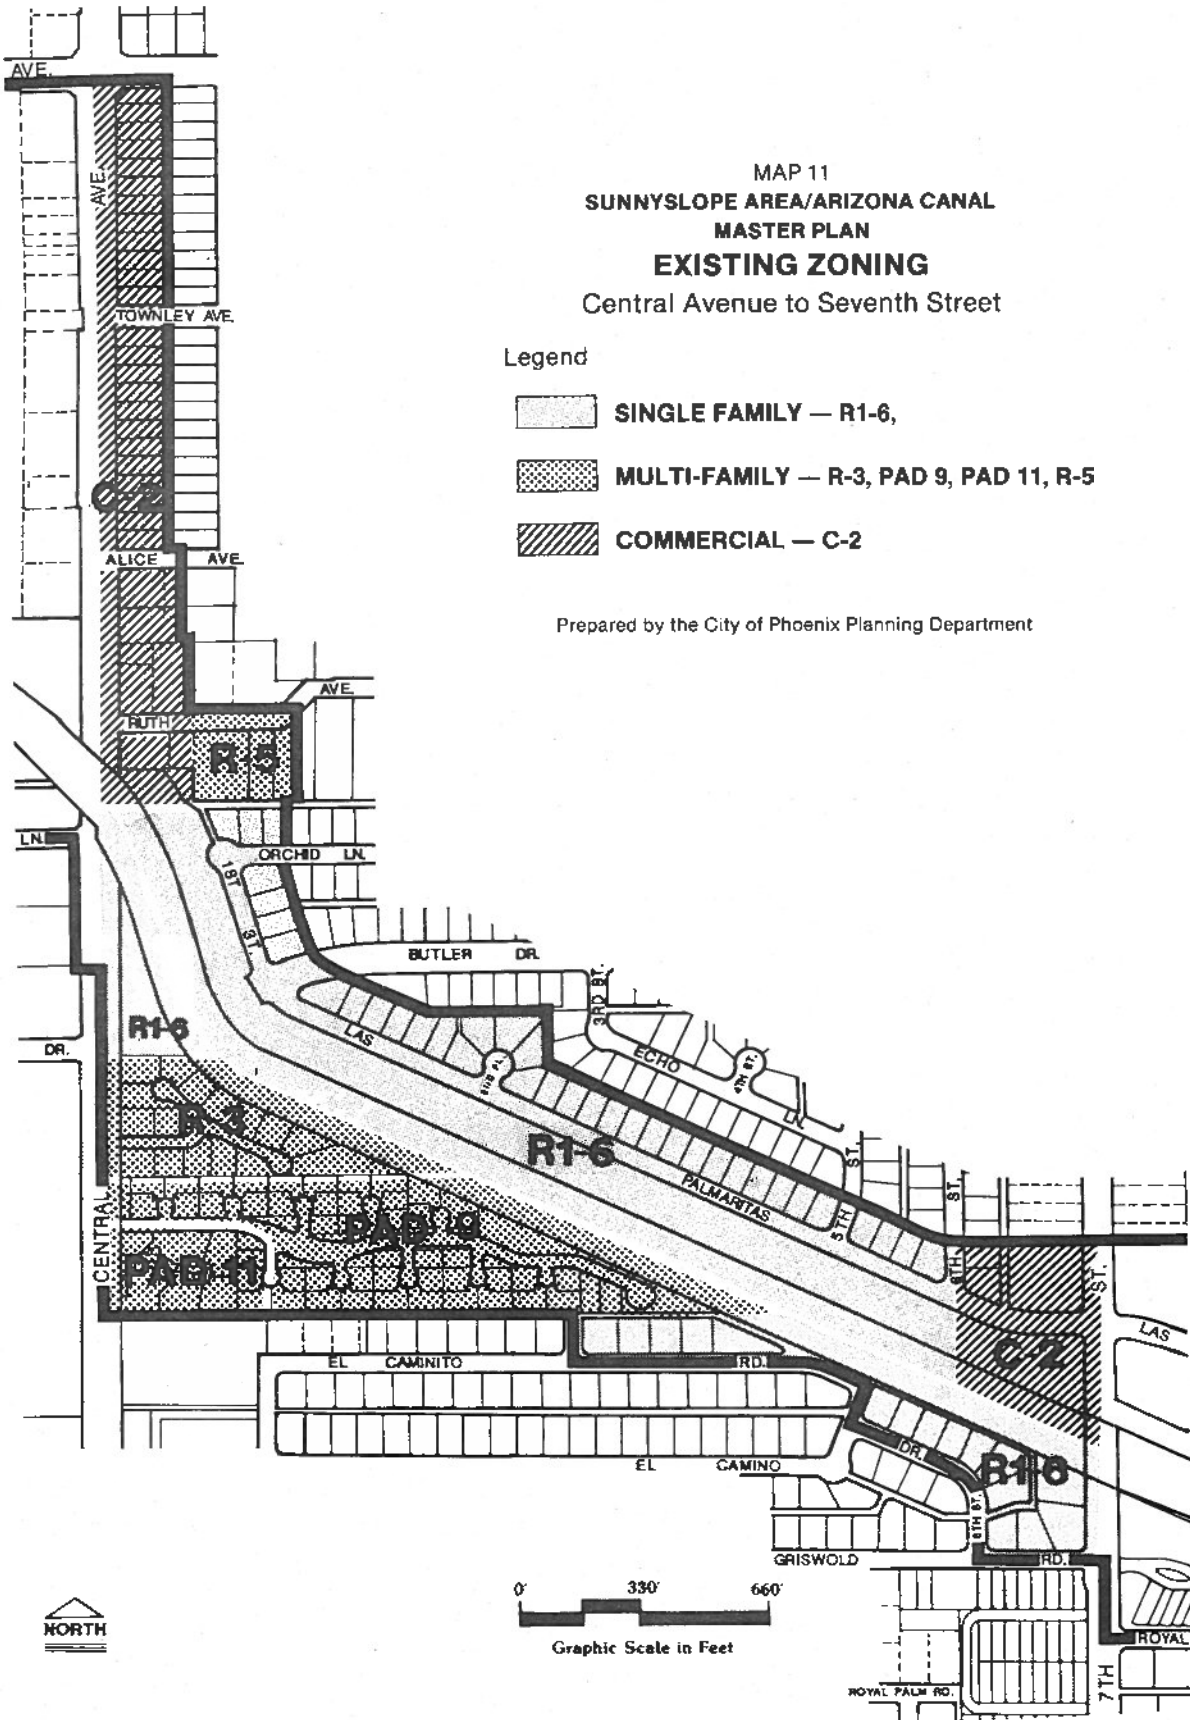 AVE.
AVE.
MAP 11
SUNNYSLOPE AREA/ARIZONA CANAL
MASTER PLAN
EXISTING ZONING
Central Avenue to Seventh Street
TOWNLEY AVE.
Legend
SINGLE FAMILY — R1-6,
MULTI-FAMILY — R-3, PAD 9, PAD 11, R-5
C-2
COMMERCIAL — C-2
ALICE AVE.
Prepared by the City of Phoenix Planning Department
AVE.
RUTH
R-5
LN.
ORCHID LN.
1ST ST.
BUTLER DR.
3RD ST.
R1-6
LAS
DR.
ECHO
4TH ST.
LN.
R-3
R1-6
ST.
PALMARITAS
ST.
CENTRAL
PAD 9
5TH
PAD 11
6TH
ST.
LAS
C-2
EL CAMINITO RD.
DR.
EL CAMINO
R1-6
6TH ST.
GRISWOLD RD.
0' 330' 660'
NORTH
Graphic Scale in Feet
ROYAL
7TH
ROYAL PALM RD.